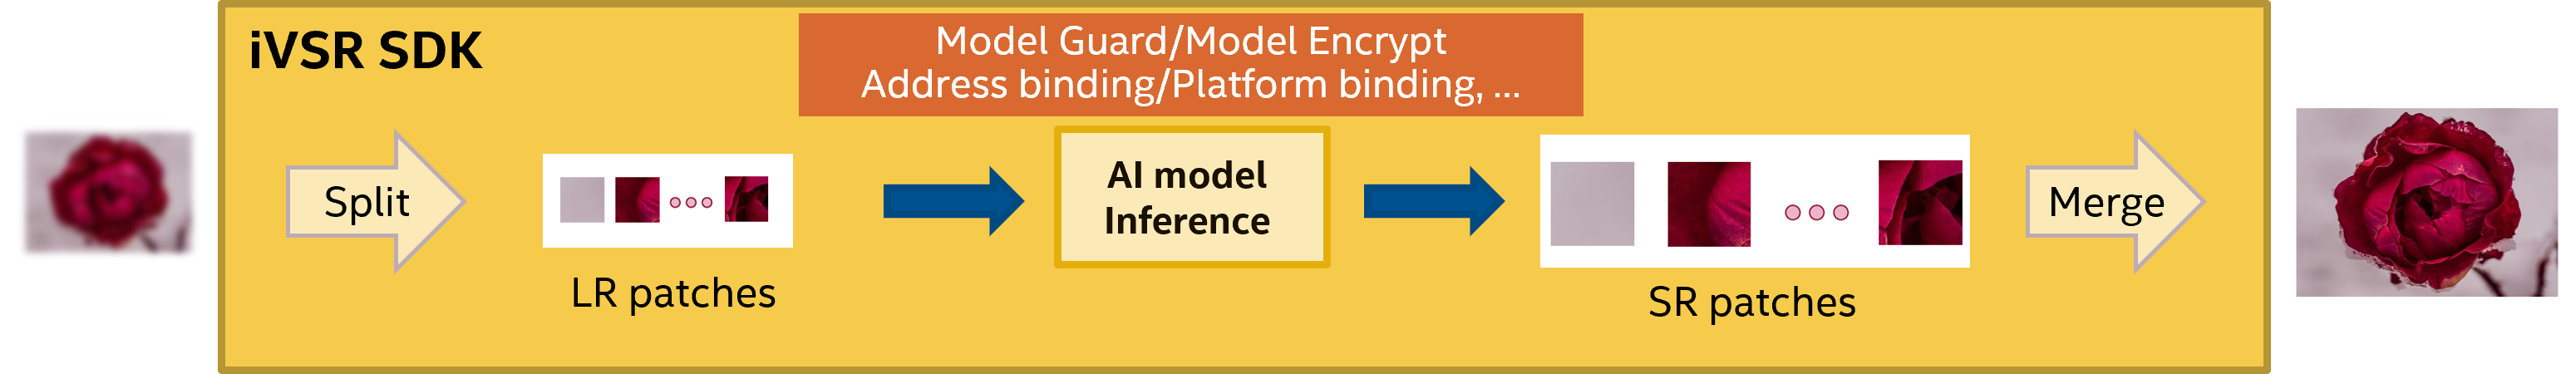 iVSR SDK
Model Guard/Model Encrypt
Address binding/Platform binding, ...
Split
LR patches
AI model
Inference
SR patches
Merge